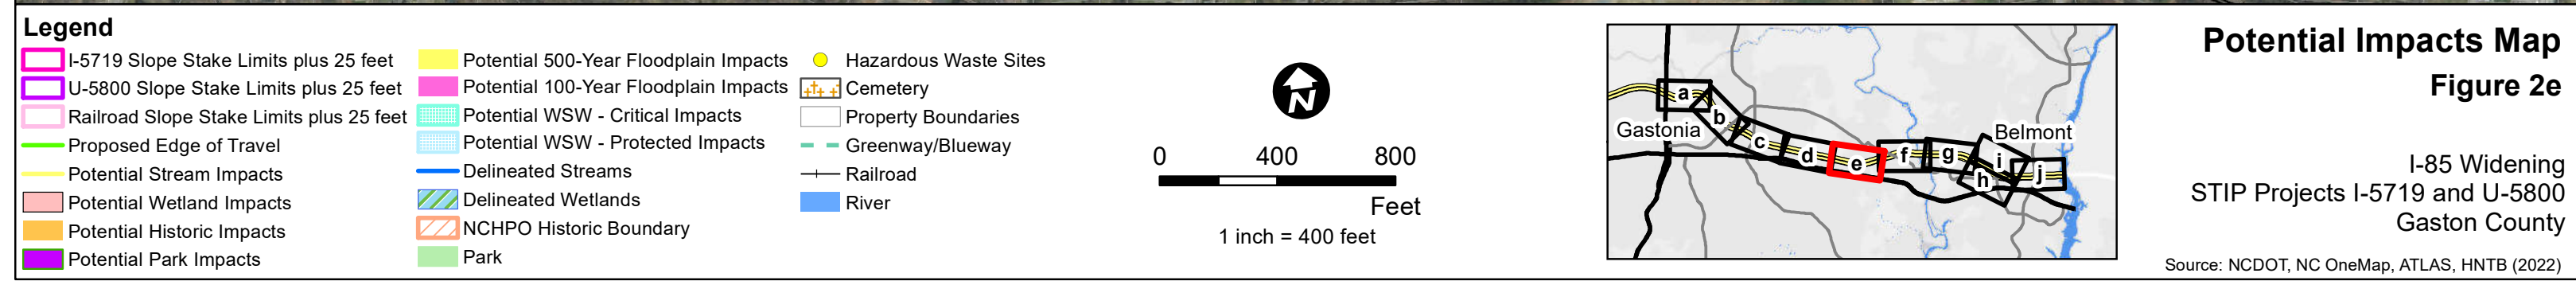 Legend
I-5719 Slope Stake Limits plus 25 feet
U-5800 Slope Stake Limits plus 25 feet
Railroad Slope Stake Limits plus 25 feet
Proposed Edge of Travel
Potential Stream Impacts
Potential Wetland Impacts
Potential Historic Impacts
Potential Park Impacts
Potential 500-Year Floodplain Impacts
Potential 100-Year Floodplain Impacts
Potential WSW - Critical Impacts
Potential WSW - Protected Impacts
Delineated Streams
Delineated Wetlands
NCHPO Historic Boundary
Park
Hazardous Waste Sites
Cemetery
Property Boundaries
Greenway/Blueway
Railroad
River
N
0 400 800
Feet
1 inch = 400 feet
a
b
Gastonia
Belmont
c
d
e
f
g
h
i
j
Potential Impacts Map
Figure 2e
I-85 Widening
STIP Projects I-5719 and U-5800
Gaston County
Source: NCDOT, NC OneMap, ATLAS, HNTB (2022)